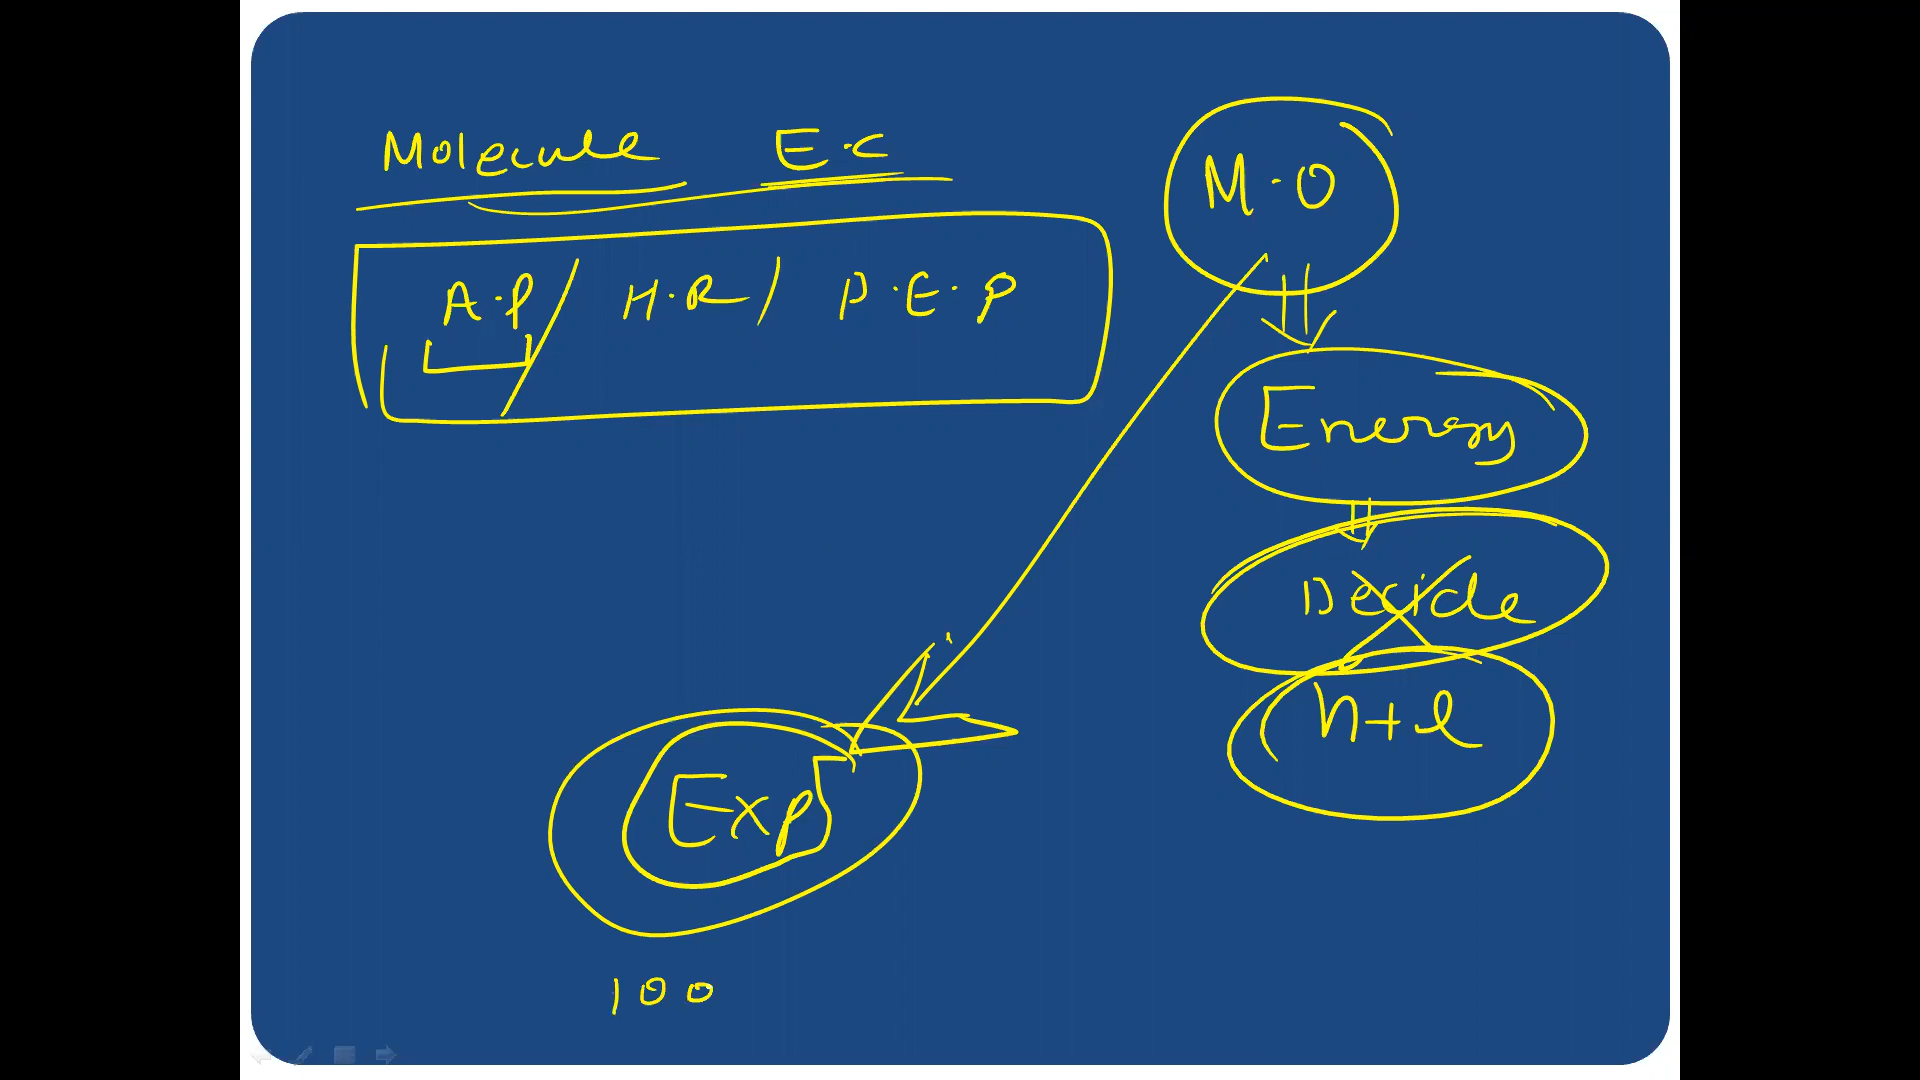 Molecule E.C
M.O
A.P / H.R / P.E.P
Energy
Decide
n+l
Exp
100